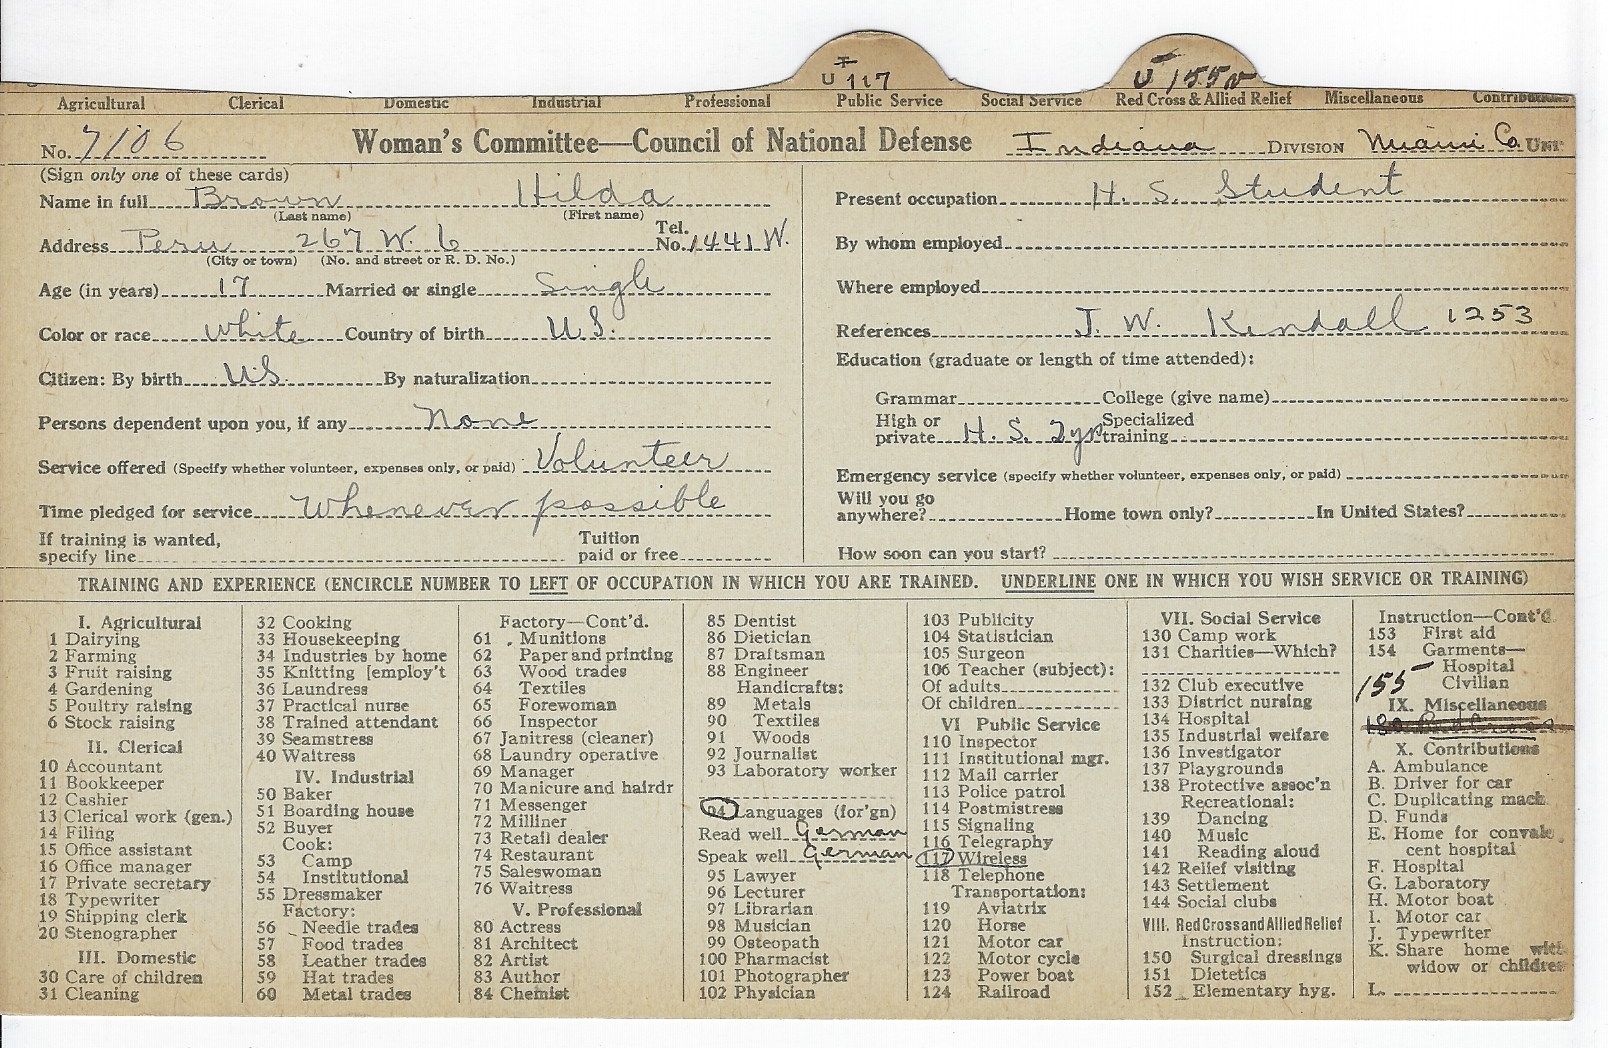 U 117
U 155 v
Agricultural Clerical Domestic Industrial Professional Public Service Social Service Red Cross & Allied Relief Miscellaneous Contributions
No. 7106 Woman's Committee—Council of National Defense Indiana DIVISION Miami Co. UNIT
(Sign only one of these cards)
Name in full Brown Hilda
(Last name) (First name)
Address Peru 267 W. 6 Tel. No. 1441 W.
(City or town) (No. and street or R. D. No.)
Age (in years) 17 Married or single Single
Color or race White Country of birth U.S.
Citizen: By birth U.S. By naturalization
Persons dependent upon you, if any None
Service offered (Specify whether volunteer, expenses only, or paid) Volunteer
Time pledged for service Whenever possible
If training is wanted, specify line Tuition paid or free
Present occupation H. S. Student
By whom employed
Where employed
References J. W. Kendall 1253
Education (graduate or length of time attended):
Grammar College (give name)
High or private H. S. 2 yrs Specialized training
Emergency service (specify whether volunteer, expenses only, or paid)
Will you go anywhere? Home town only? In United States?
How soon can you start?
TRAINING AND EXPERIENCE (ENCIRCLE NUMBER TO LEFT OF OCCUPATION IN WHICH YOU ARE TRAINED. UNDERLINE ONE IN WHICH YOU WISH SERVICE OR TRAINING)
I. Agricultural
1 Dairying
2 Farming
3 Fruit raising
4 Gardening
5 Poultry raising
6 Stock raising
II. Clerical
10 Accountant
11 Bookkeeper
12 Cashier
13 Clerical work (gen.)
14 Filing
15 Office assistant
16 Office manager
17 Private secretary
18 Typewriter
19 Shipping clerk
20 Stenographer
III. Domestic
30 Care of children
31 Cleaning
32 Cooking
33 Housekeeping
34 Industries by home
35 Knitting [employ't
36 Laundress
37 Practical nurse
38 Trained attendant
39 Seamstress
40 Waitress
IV. Industrial
50 Baker
51 Boarding house
52 Buyer
Cook:
53 Camp
54 Institutional
55 Dressmaker
Factory:
56 Needle trades
57 Food trades
58 Leather trades
59 Hat trades
60 Metal trades
Factory—Cont'd.
61 Munitions
62 Paper and printing
63 Wood trades
64 Textiles
65 Forewoman
66 Inspector
67 Janitress (cleaner)
68 Laundry operative
69 Manager
70 Manicure and hairdr
71 Messenger
72 Milliner
73 Retail dealer
74 Restaurant
75 Saleswoman
76 Waitress
V. Professional
80 Actress
81 Architect
82 Artist
83 Author
84 Chemist
85 Dentist
86 Dietician
87 Draftsman
88 Engineer
Handicrafts:
89 Metals
90 Textiles
91 Woods
92 Journalist
93 Laboratory worker
94 Languages (for'gn)
Read well German
Speak well German
95 Lawyer
96 Lecturer
97 Librarian
98 Musician
99 Osteopath
100 Pharmacist
101 Photographer
102 Physician
103 Publicity
104 Statistician
105 Surgeon
106 Teacher (subject):
Of adults
Of children
VI Public Service
110 Inspector
111 Institutional mgr.
112 Mail carrier
113 Police patrol
114 Postmistress
115 Signaling
116 Telegraphy
117 Wireless
118 Telephone
Transportation:
119 Aviatrix
120 Horse
121 Motor car
122 Motor cycle
123 Power boat
124 Railroad
VII. Social Service
130 Camp work
131 Charities—Which?
132 Club executive
133 District nursing
134 Hospital
135 Industrial welfare
136 Investigator
137 Playgrounds
138 Protective assoc'n
Recreational:
139 Dancing
140 Music
141 Reading aloud
142 Relief visiting
143 Settlement
144 Social clubs
VIII. Red Cross and Allied Relief
Instruction:
150 Surgical dressings
151 Dietetics
152 Elementary hyg.
Instruction—Cont'd
153 First aid
154 Garments—
Hospital
155 Civilian
IX. Miscellaneous
X. Contributions
A. Ambulance
B. Driver for car
C. Duplicating mach
D. Funds
E. Home for convales
cent hospital
F. Hospital
G. Laboratory
H. Motor boat
I. Motor car
J. Typewriter
K. Share home with
widow or children
L.